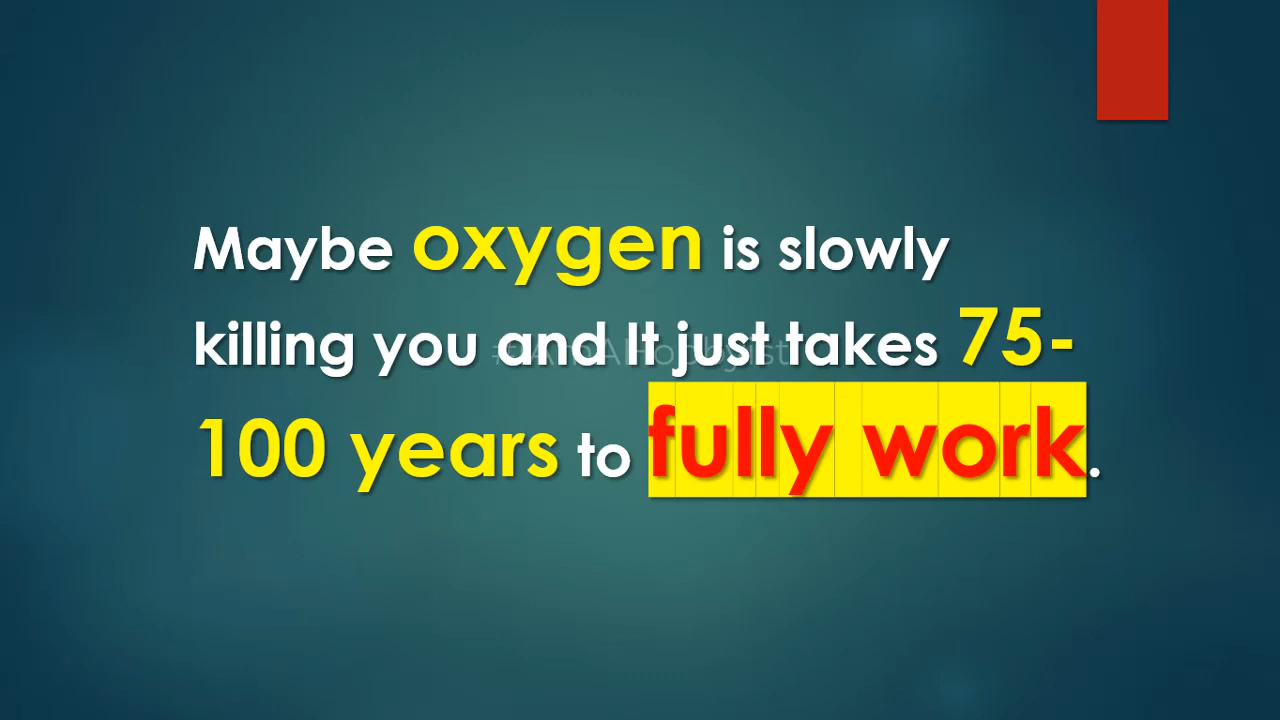 Maybe oxygen is slowly
killing you and It just takes 75-
100 years to fully work.